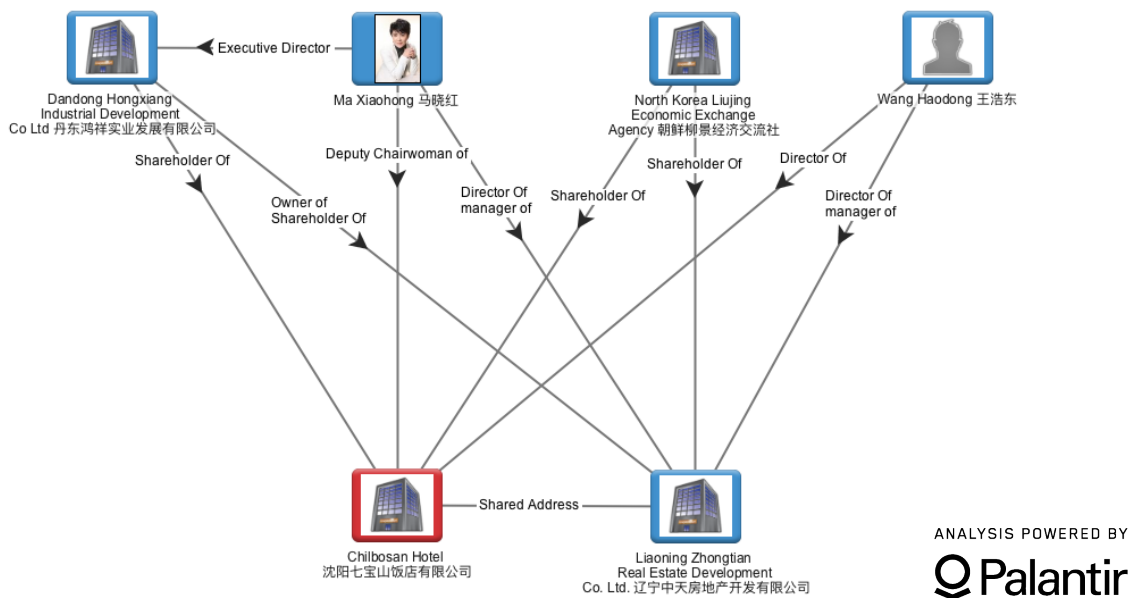 Executive Director
Dandong Hongxiang
Industrial Development
Co Ltd 丹东鸿祥实业发展有限公司
Ma Xiaohong 马晓红
North Korea Liujing
Economic Exchange
Agency 朝鲜柳景经济交流社
Wang Haodong 王浩东
Shareholder Of
Deputy Chairwoman of
Shareholder Of
Director Of
Owner of
Shareholder Of
Director Of
manager of
Shareholder Of
Director Of
manager of
Shared Address
Chilbosan Hotel
沈阳七宝山饭店有限公司
Liaoning Zhongtian
Real Estate Development
Co. Ltd. 辽宁中天房地产开发有限公司
ANALYSIS POWERED BY
Palantir